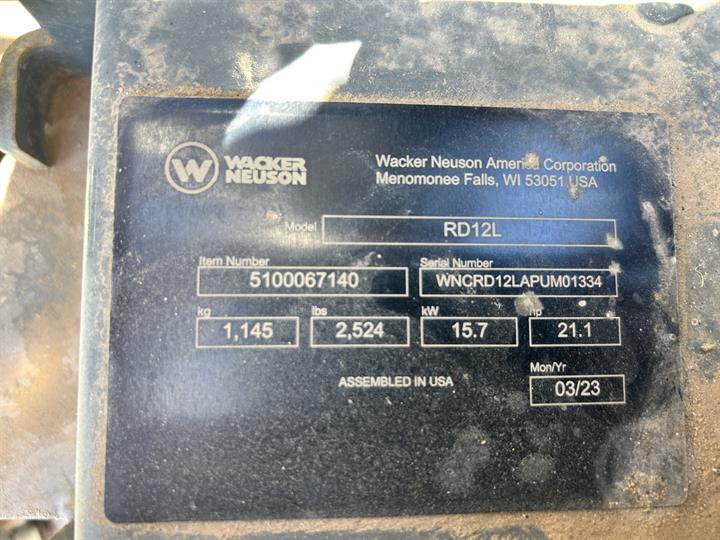 WACKER NEUSON
Wacker Neuson America Corporation
Menomonee Falls, WI 53051 USA
Model RD12L
Item Number
Serial Number
5100067140
WNCRD12LAPUM01334
kg
lbs
kW
hp
1,145
2,524
15.7
21.1
Mon/Yr
ASSEMBLED IN USA
03/23